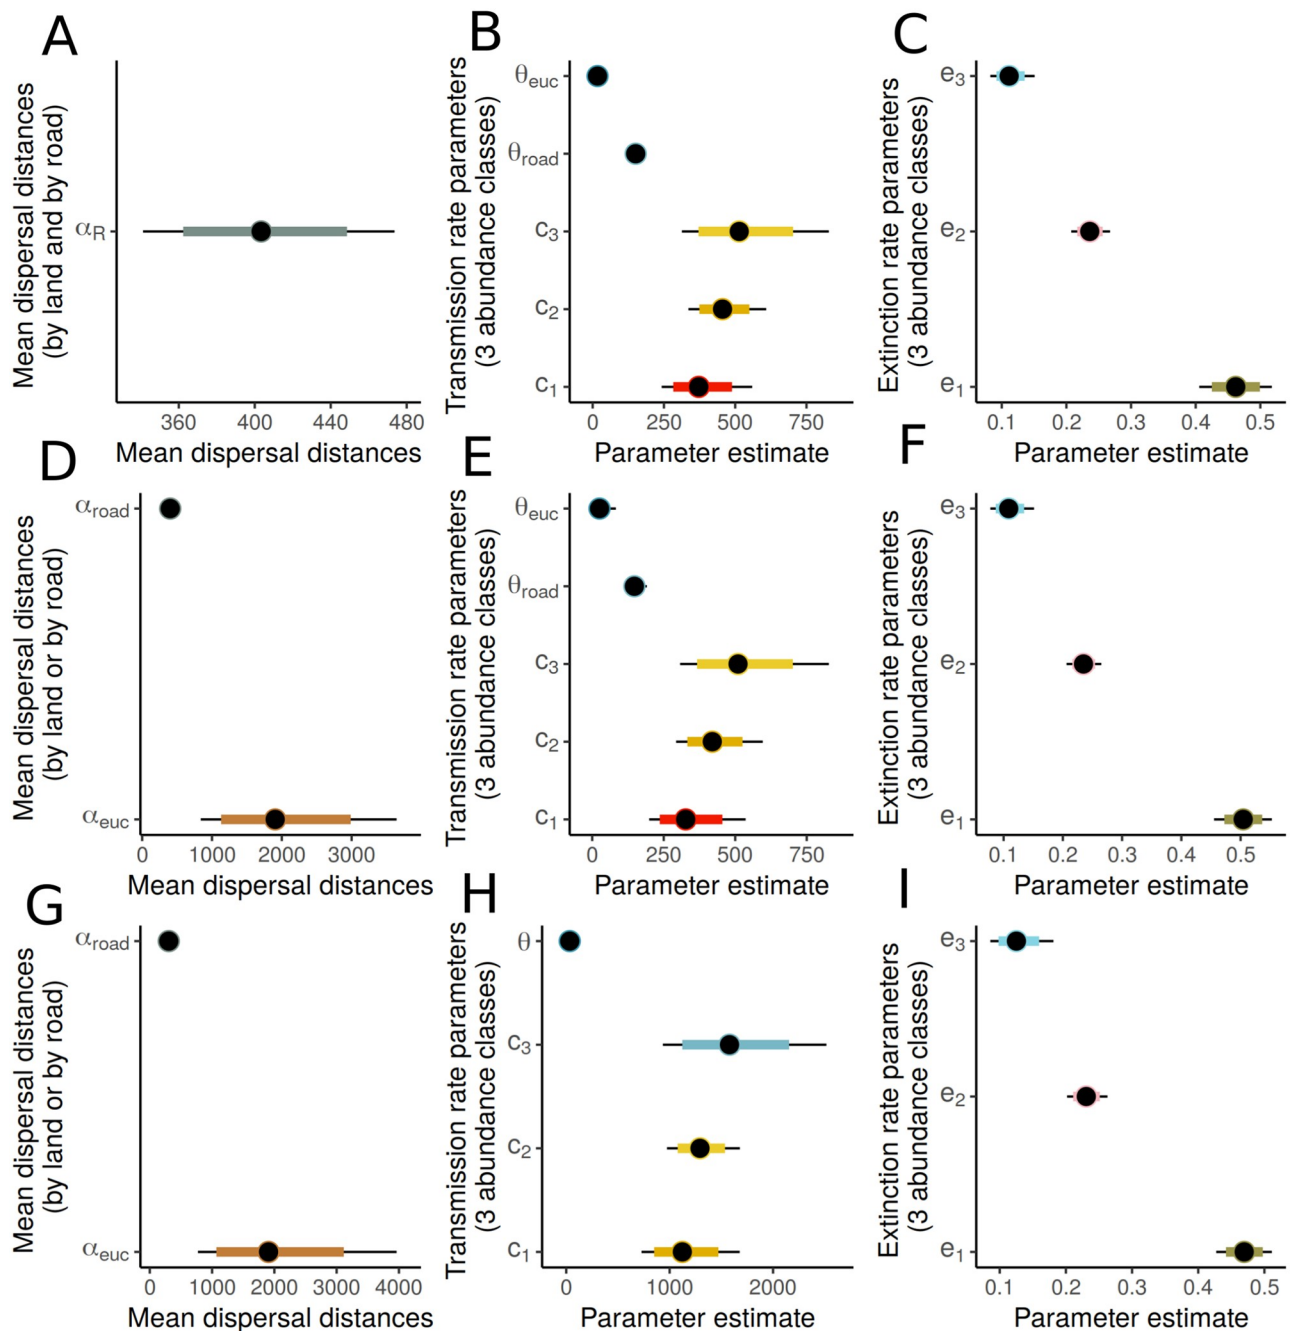 A
Mean dispersal distances
(by land and by road)
αR
360 400 440 480
Mean dispersal distances
B
Transmission rate parameters
(3 abundance classes)
θeuc
θroad
c3
c2
c1
0 250 500 750
Parameter estimate
C
Extinction rate parameters
(3 abundance classes)
e3
e2
e1
0.1 0.2 0.3 0.4 0.5
Parameter estimate
D
Mean dispersal distances
(by land or by road)
αroad
αeuc
0 1000 2000 3000
Mean dispersal distances
E
Transmission rate parameters
(3 abundance classes)
θeuc
θroad
c3
c2
c1
0 250 500 750
Parameter estimate
F
Extinction rate parameters
(3 abundance classes)
e3
e2
e1
0.1 0.2 0.3 0.4 0.5
Parameter estimate
G
Mean dispersal distances
(by land or by road)
αroad
αeuc
0 1000 2000 3000 4000
Mean dispersal distances
H
Transmission rate parameters
(3 abundance classes)
θ
c3
c2
c1
0 1000 2000
Parameter estimate
I
Extinction rate parameters
(3 abundance classes)
e3
e2
e1
0.1 0.2 0.3 0.4 0.5
Parameter estimate